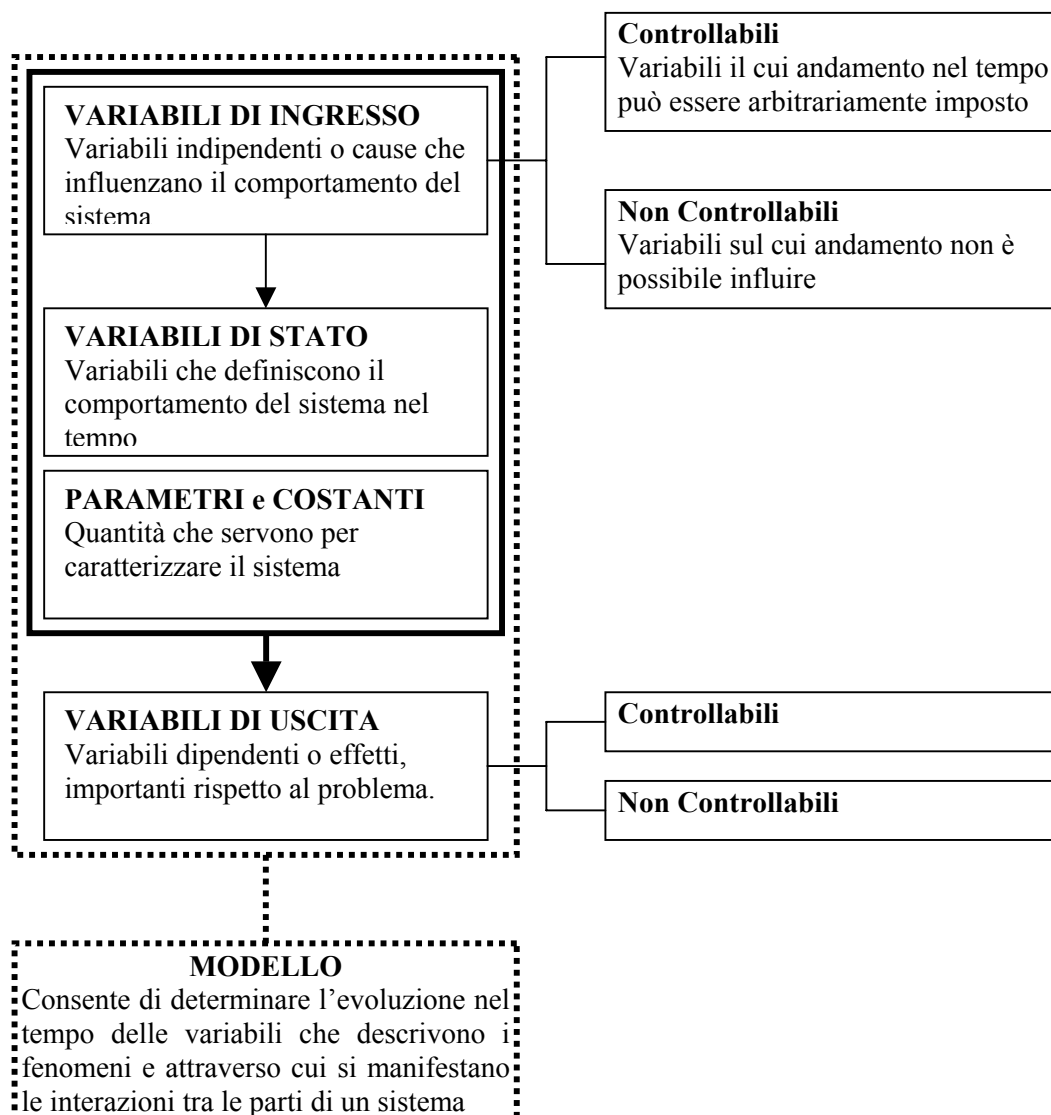 VARIABILI DI INGRESSO
Variabili indipendenti o cause che
influenzano il comportamento del
sistema
Controllabili
Variabili il cui andamento nel tempo
può essere arbitrariamente imposto
Non Controllabili
Variabili sul cui andamento non è
possibile influire
VARIABILI DI STATO
Variabili che definiscono il
comportamento del sistema nel
tempo
PARAMETRI e COSTANTI
Quantità che servono per
caratterizzare il sistema
VARIABILI DI USCITA
Variabili dipendenti o effetti,
importanti rispetto al problema.
Controllabili
Non Controllabili
MODELLO
Consente di determinare l’evoluzione nel
tempo delle variabili che descrivono i
fenomeni e attraverso cui si manifestano
le interazioni tra le parti di un sistema